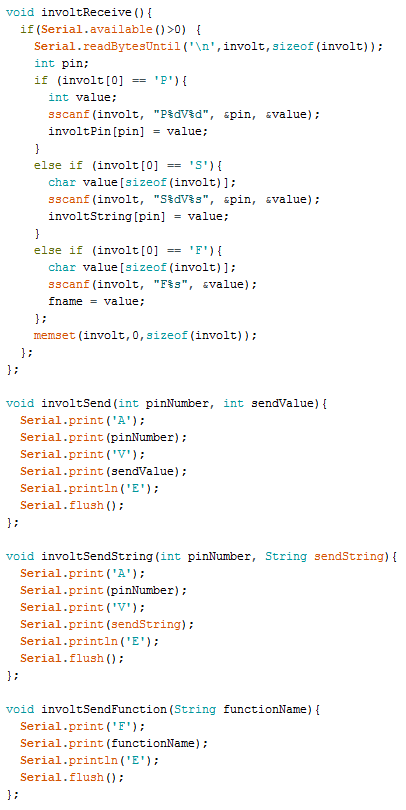 void involtReceive(){
  if(Serial.available()>0) {
    Serial.readBytesUntil('\n',involt,sizeof(involt));
    int pin;
    if (involt[0] == 'P'){
      int value;
      sscanf(involt, "P%dV%d", &pin, &value);
      involtPin[pin] = value;
    }
    else if (involt[0] == 'S'){
      char value[sizeof(involt)];
      sscanf(involt, "S%dV%s", &pin, &value);
      involtString[pin] = value;
    }
    else if (involt[0] == 'F'){
      char value[sizeof(involt)];
      sscanf(involt, "F%s", &value);
      fname = value;
    };
    memset(involt,0,sizeof(involt));
  };
};

void involtSend(int pinNumber, int sendValue){
  Serial.print('A');
  Serial.print(pinNumber);
  Serial.print('V');
  Serial.print(sendValue);
  Serial.println('E');
  Serial.flush();
};

void involtSendString(int pinNumber, String sendString){
  Serial.print('A');
  Serial.print(pinNumber);
  Serial.print('V');
  Serial.print(sendString);
  Serial.println('E');
  Serial.flush();
};

void involtSendFunction(String functionName){
  Serial.print('F');
  Serial.print(functionName);
  Serial.println('E');
  Serial.flush();
};